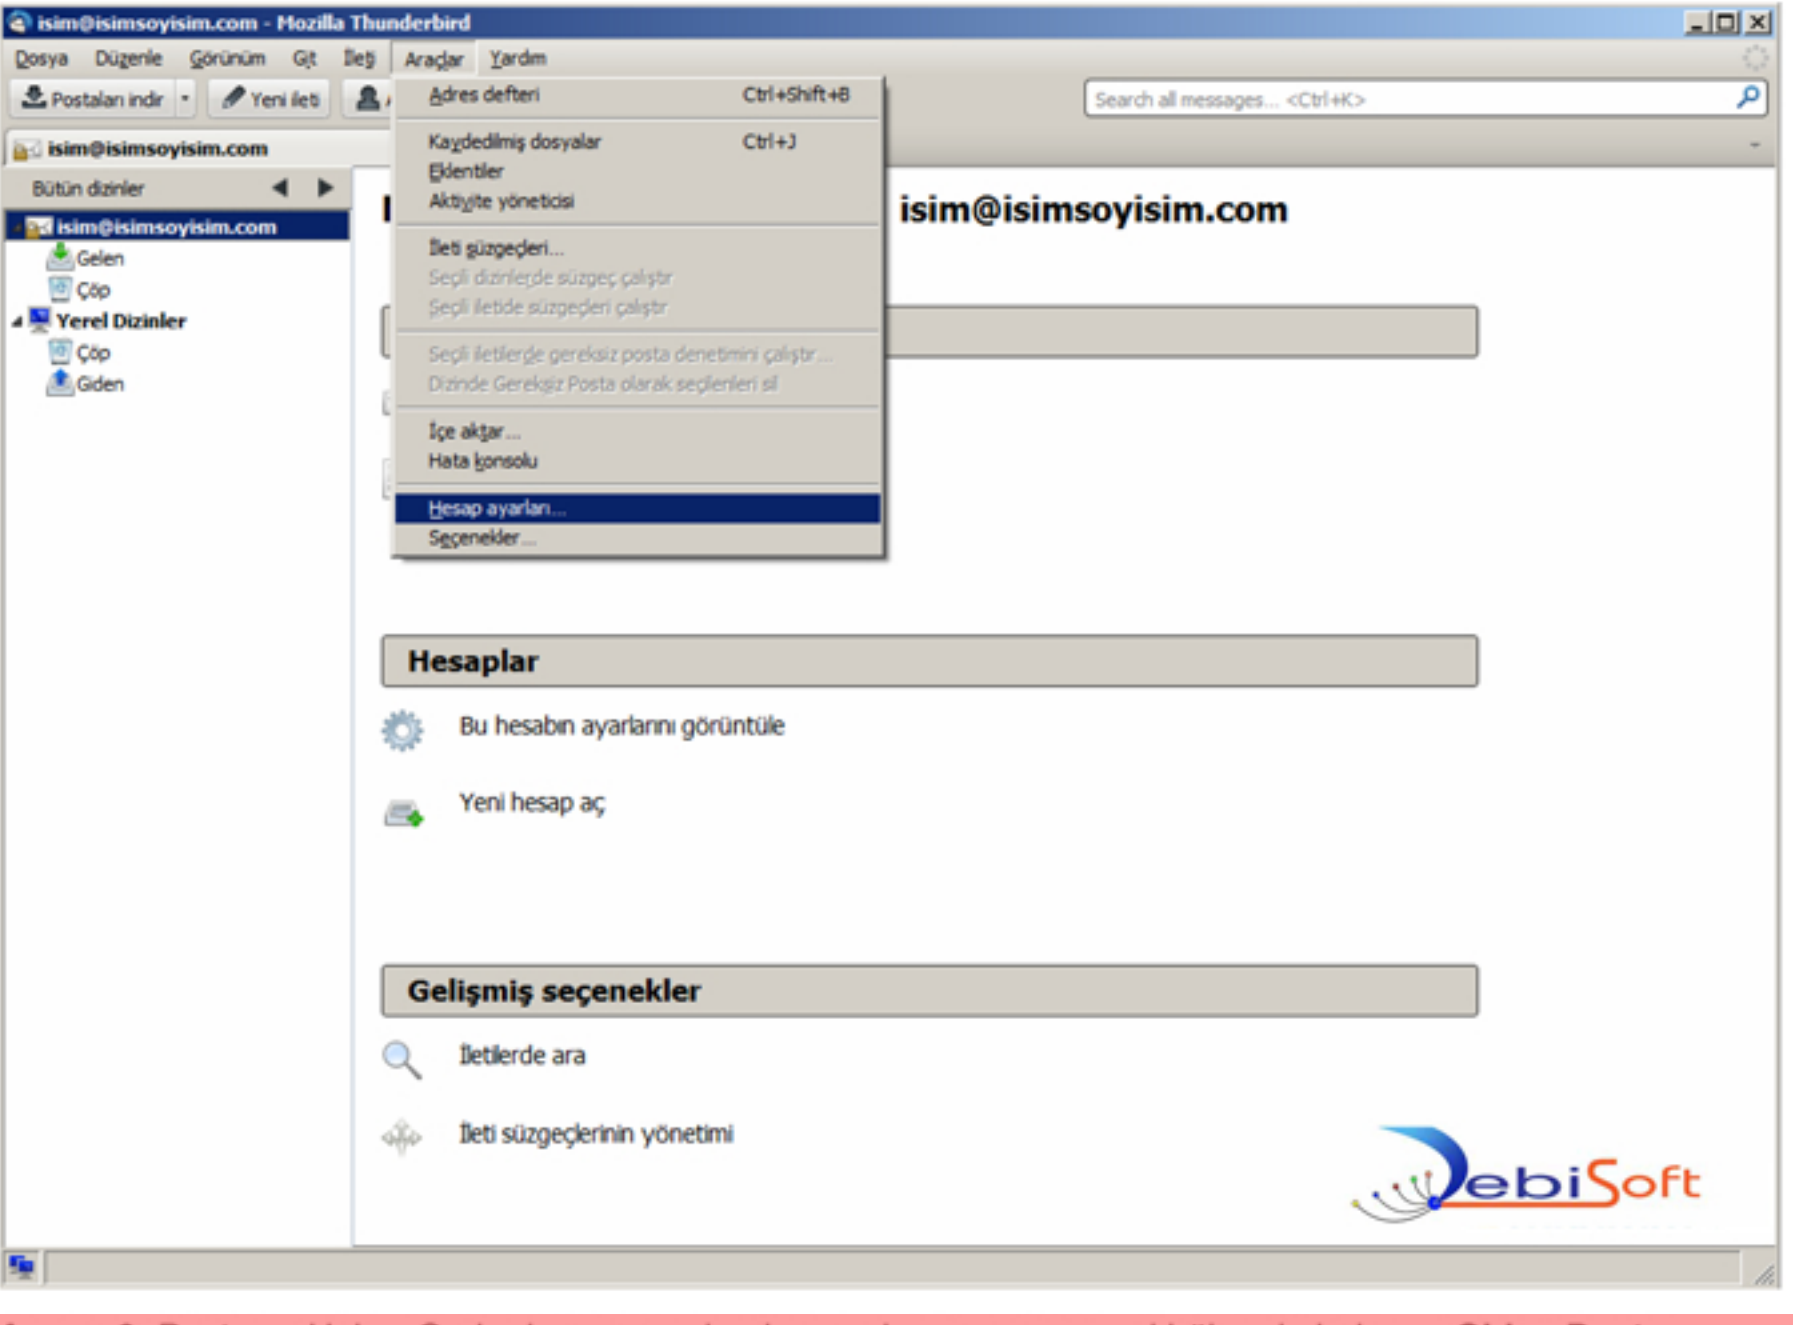 isim@isimsoyisim.com - Mozilla Thunderbird
Dosya Düzenle Görünüm Git İleti Araçlar Yardım
Postaları indir Yeni ileti
Search all messages... <Ctrl+K>
isim@isimsoyisim.com
Bütün dizinler
isim@isimsoyisim.com
Gelen
Çöp
Yerel Dizinler
Çöp
Giden
Adres defteri Ctrl+Shift+B
Kaydedilmiş dosyalar Ctrl+J
Eklentiler
Aktivite yöneticisi
İleti süzgeçleri...
Seçili dizinlerde süzgeç çalıştır
Seçili iletide süzgeçleri çalıştır
Seçili iletilerde gereksiz posta denetimini çalıştır...
Dizinde Gereksiz Posta olarak seçilenleri sil
İçe aktar...
Hata konsolu
Hesap ayarları...
Seçenekler...
isim@isimsoyisim.com
Hesaplar
Bu hesabın ayarlarını görüntüle
Yeni hesap aç
Gelişmiş seçenekler
İletilerde ara
İleti süzgeçlerinin yönetimi
DebiSoft